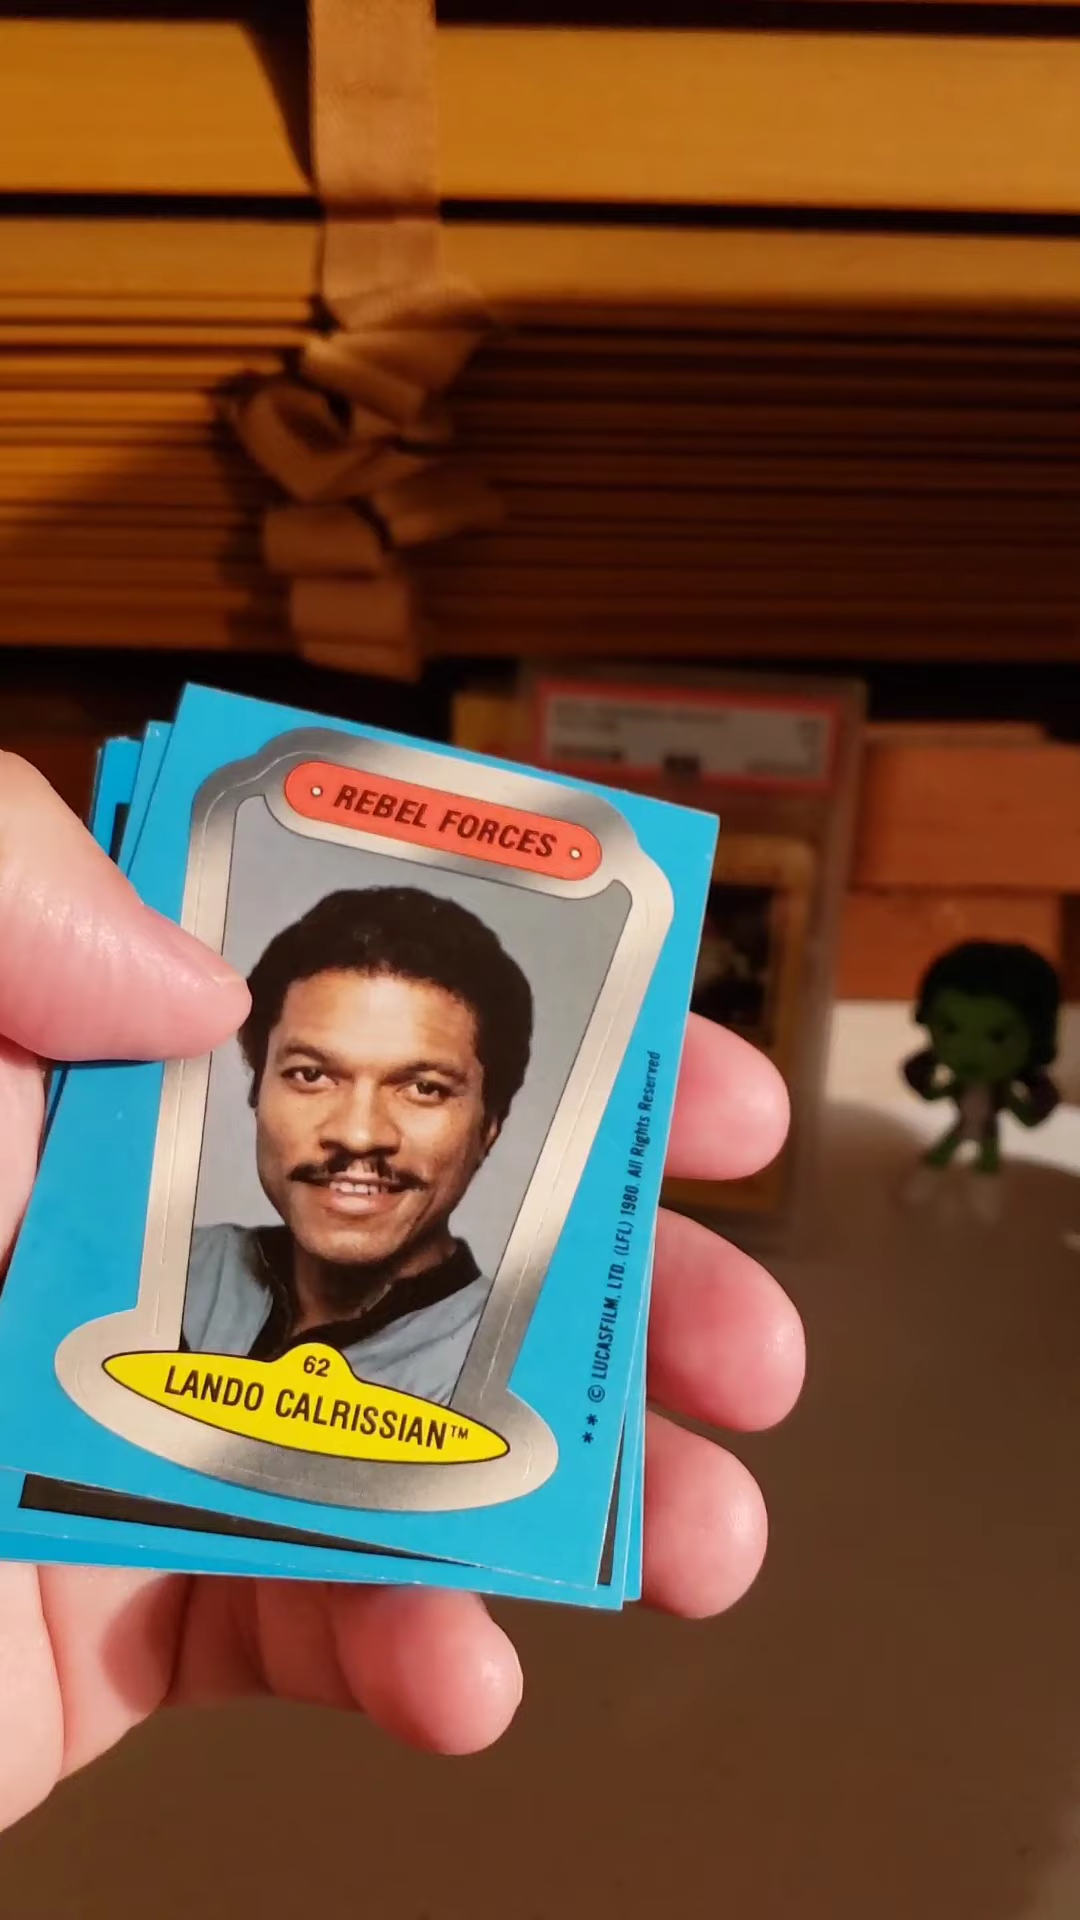 • REBEL FORCES •
62
LANDO CALRISSIAN™
** © LUCASFILM, LTD. (LFL) 1980. All Rights Reserved